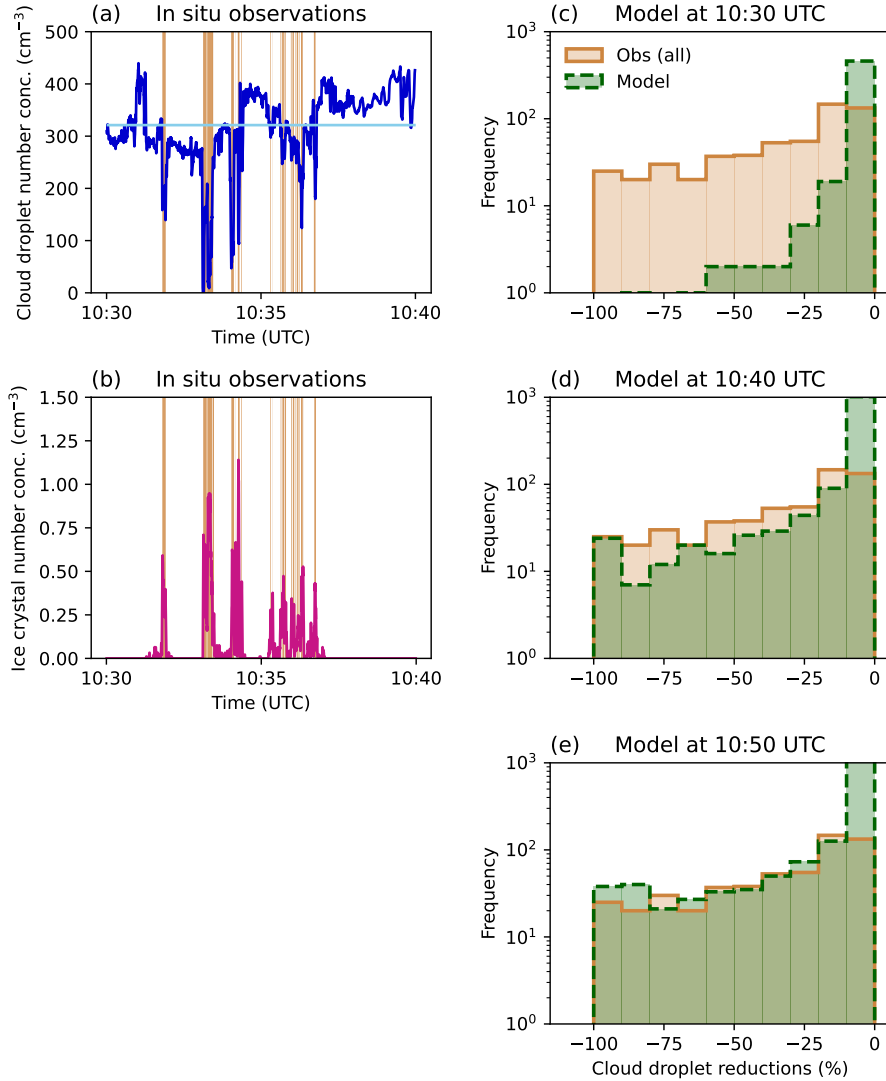 (a) In situ observations
Cloud droplet number conc. (cm⁻³)
500
400
300
200
100
0
10:30 10:35 10:40
Time (UTC)
(b) In situ observations
Ice crystal number conc. (cm⁻³)
1.50
1.25
1.00
0.75
0.50
0.25
0.00
10:30 10:35 10:40
Time (UTC)
(c) Model at 10:30 UTC
Obs (all)
Model
Frequency
10³
10²
10¹
10⁰
−100 −75 −50 −25 0
(d) Model at 10:40 UTC
Frequency
10³
10²
10¹
10⁰
−100 −75 −50 −25 0
(e) Model at 10:50 UTC
Frequency
10³
10²
10¹
10⁰
−100 −75 −50 −25 0
Cloud droplet reductions (%)